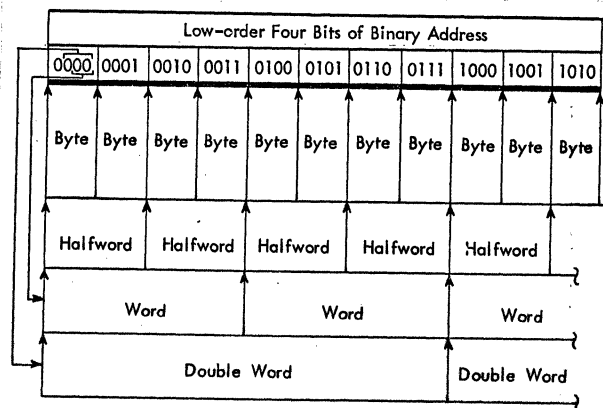 Low-order Four Bits of Binary Address
0000 0001 0010 0011 0100 0101 0110 0111 1000 1001 1010
Byte Byte Byte Byte Byte Byte Byte Byte Byte Byte Byte
Halfword Halfword Halfword Halfword Halfword
Word Word Word
Double Word Double Word